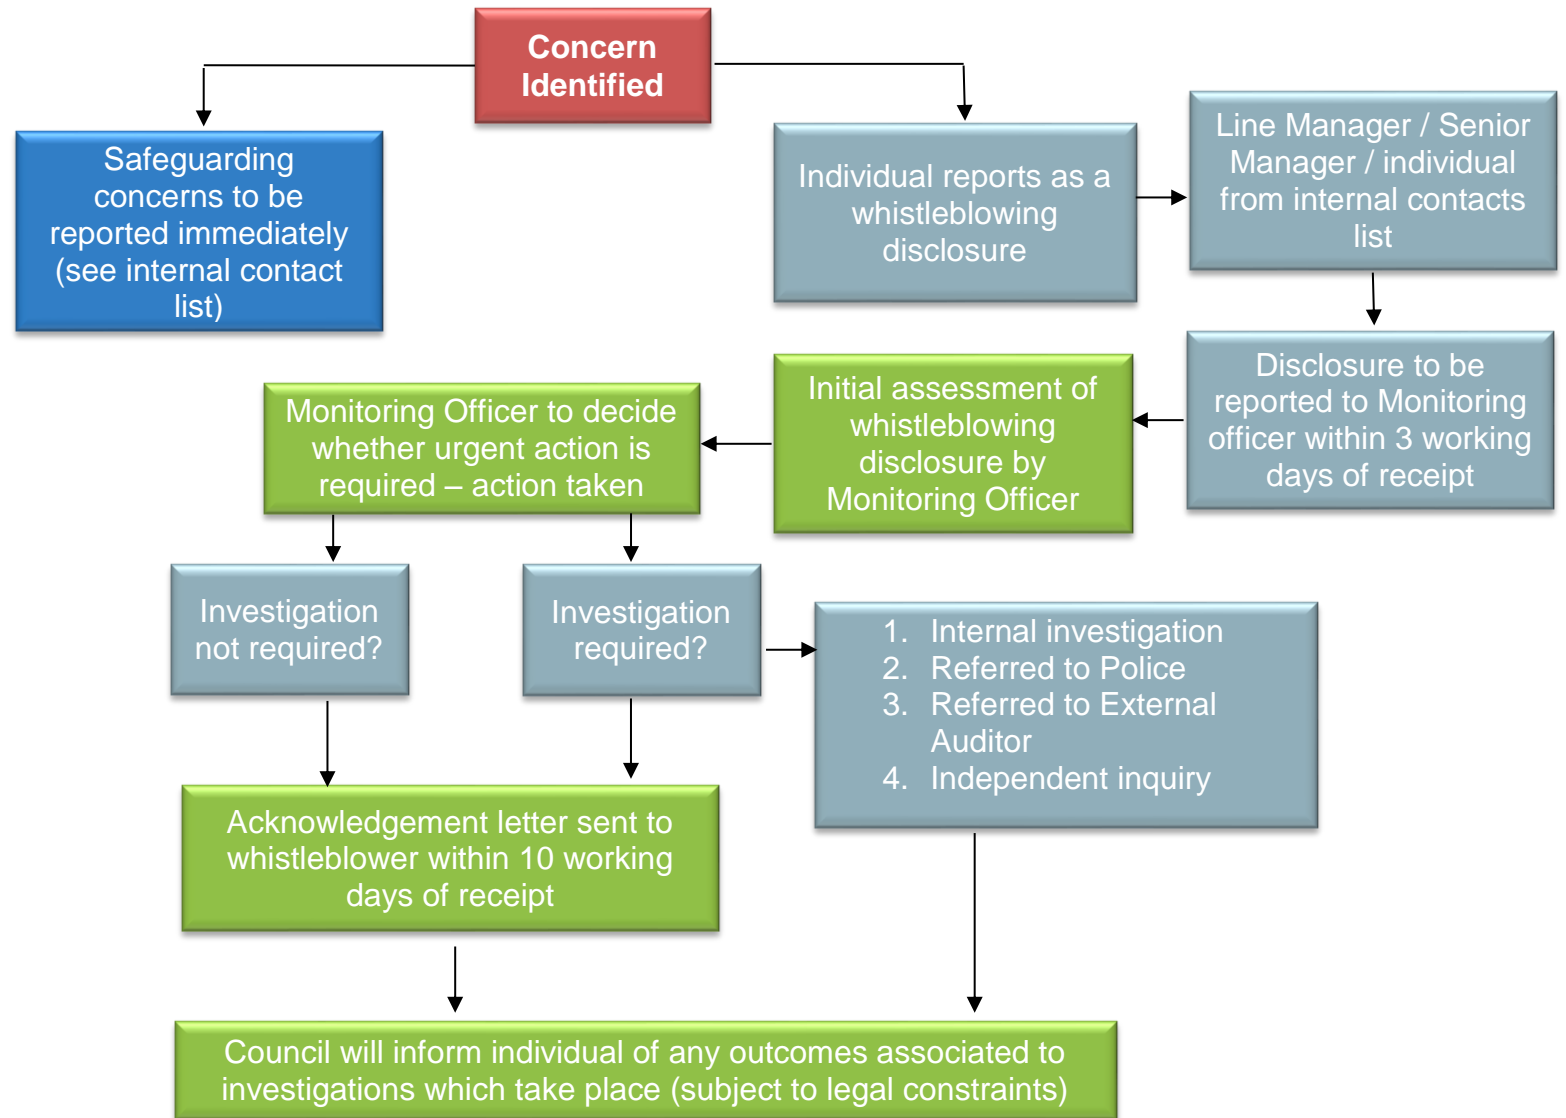 Concern
Identified
Safeguarding
concerns to be
reported immediately
(see internal contact
list)
Individual reports as a
whistleblowing
disclosure
Line Manager / Senior
Manager / individual
from internal contacts
list
Disclosure to be
reported to Monitoring
officer within 3 working
days of receipt
Initial assessment of
whistleblowing
disclosure by
Monitoring Officer
Monitoring Officer to decide
whether urgent action is
required – action taken
Investigation
not required?
Investigation
required?
1. Internal investigation
2. Referred to Police
3. Referred to External
Auditor
4. Independent inquiry
Acknowledgement letter sent to
whistleblower within 10 working
days of receipt
Council will inform individual of any outcomes associated to
investigations which take place (subject to legal constraints)